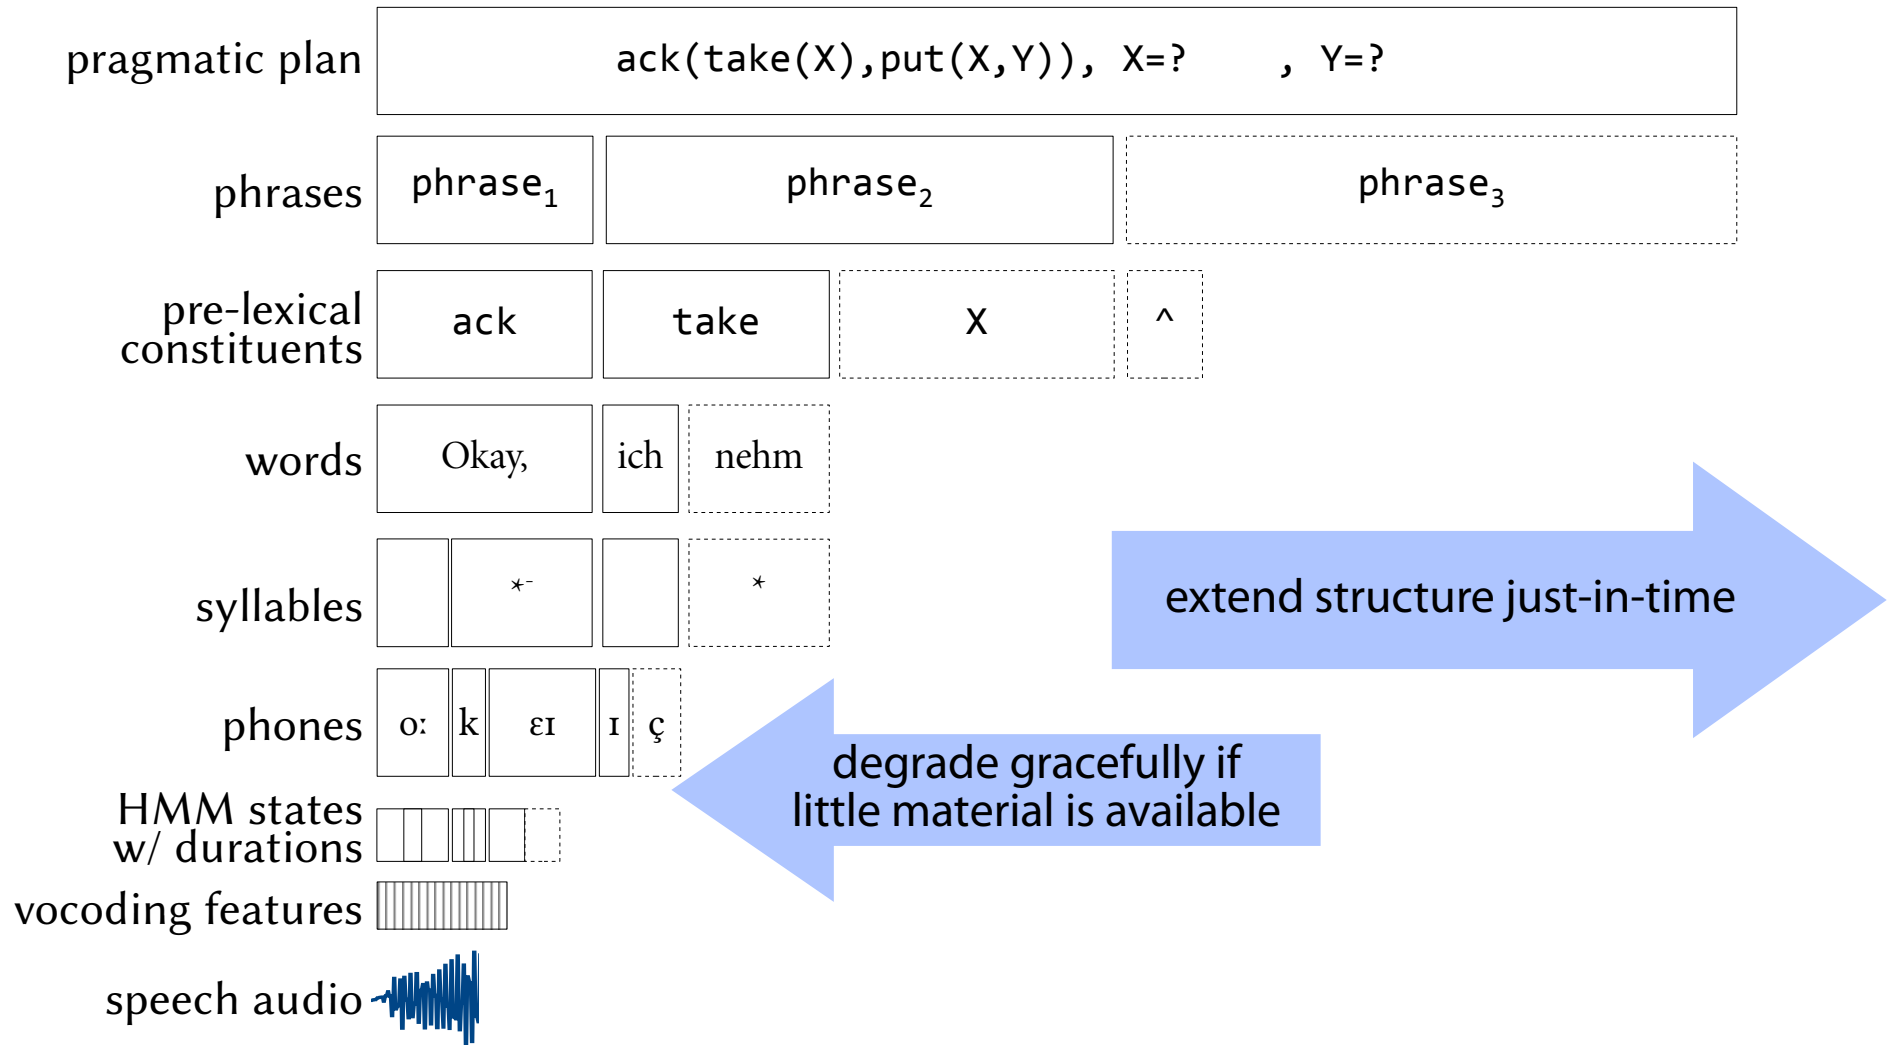 pragmatic plan
ack(take(X),put(X,Y)), X=? , Y=?
phrases
phrase₁
phrase₂
phrase₃
pre-lexical
constituents
ack
take
X
^
words
Okay,
ich
nehm
syllables
*-
*
extend structure just-in-time
phones
oː
k
ɛɪ
ɪ
ç
degrade gracefully if
little material is available
HMM states
w/ durations
vocoding features
speech audio